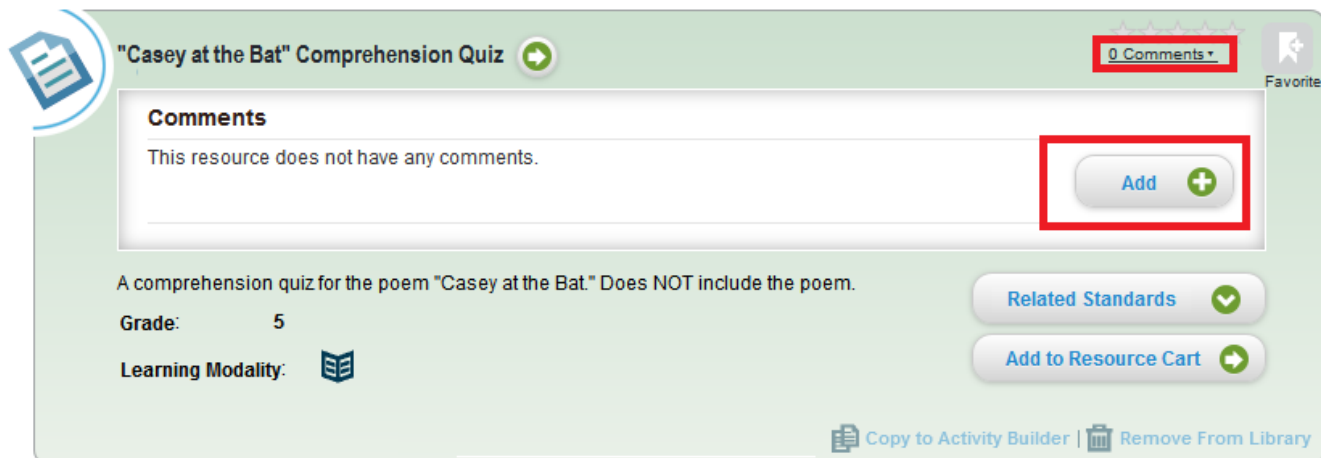 "Casey at the Bat" Comprehension Quiz
0 Comments
Favorite
Comments
This resource does not have any comments.
Add
A comprehension quiz for the poem "Casey at the Bat." Does NOT include the poem.
Related Standards
Grade: 5
Add to Resource Cart
Learning Modality:
Copy to Activity Builder | Remove From Library